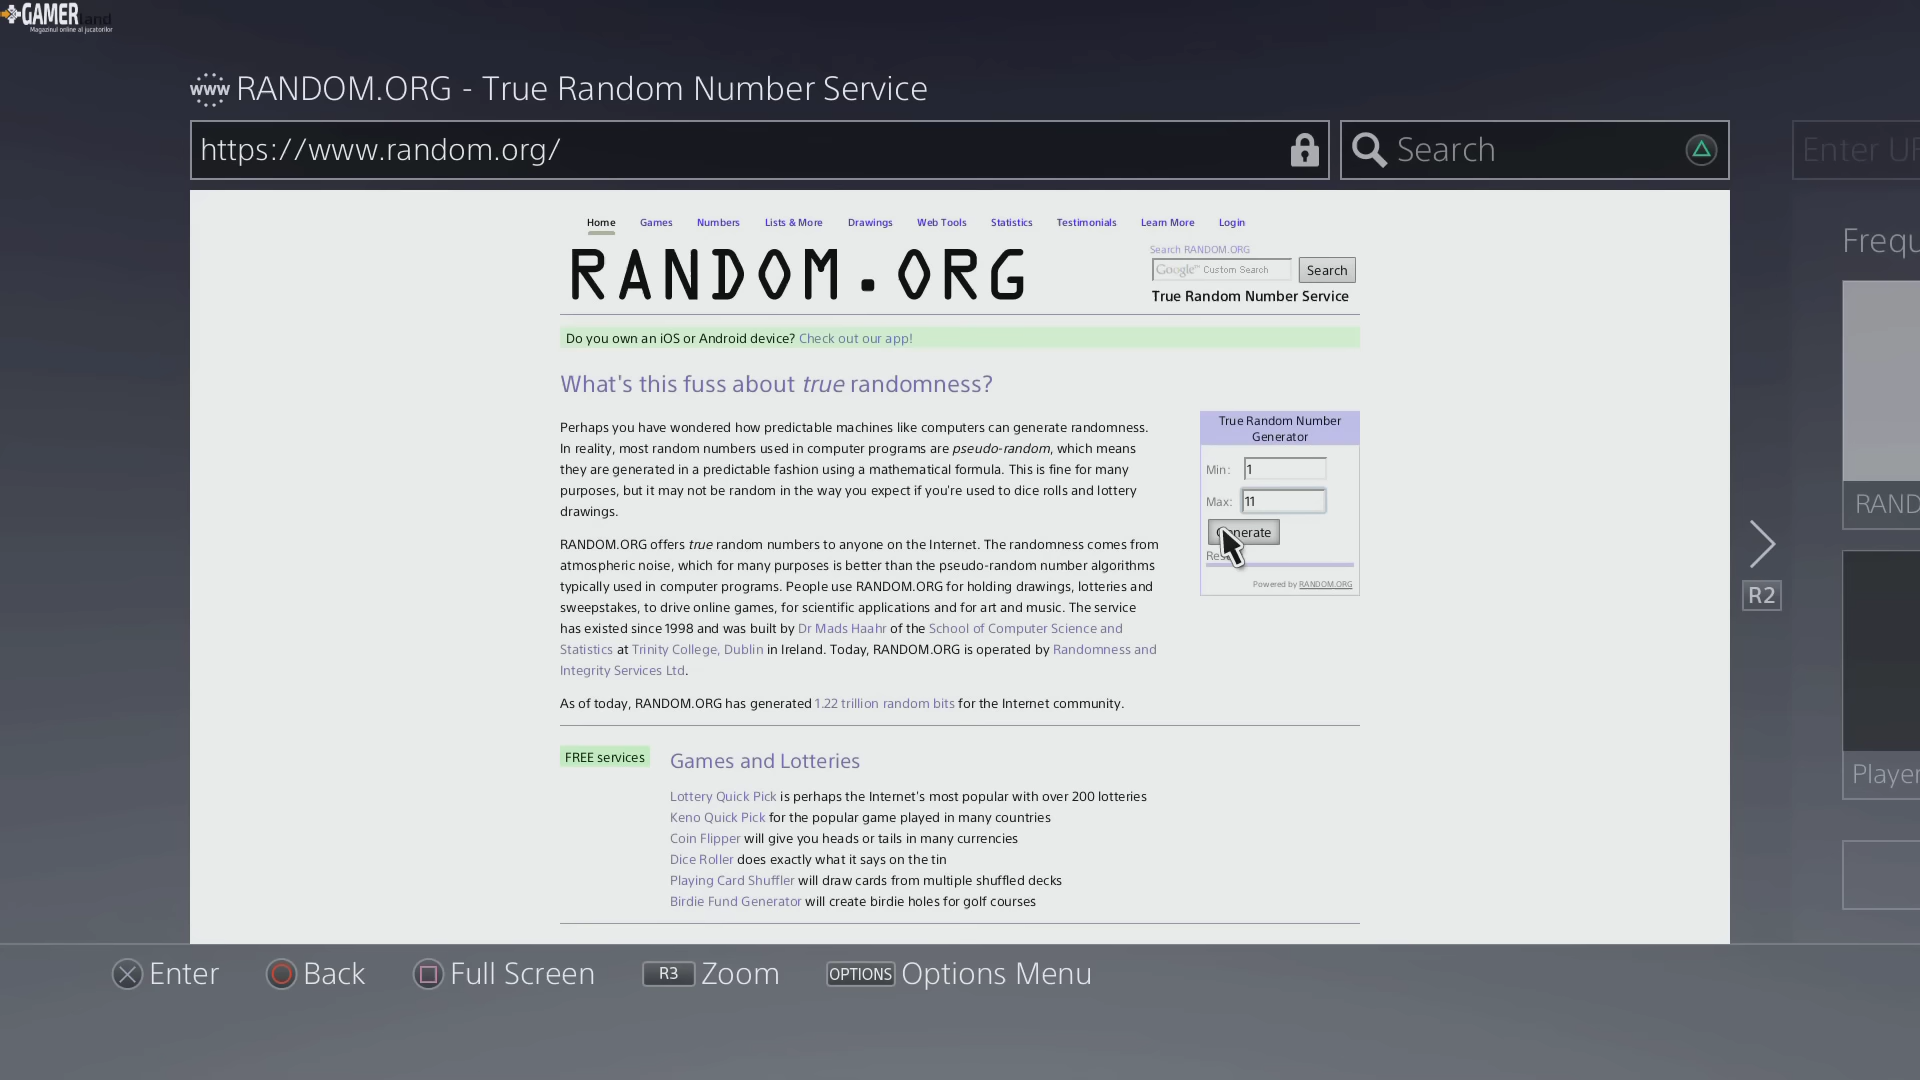 GAMER land
Magazinul online al jucatorilor
www RANDOM.ORG - True Random Number Service
https://www.random.org/
Search
Enter
Home Games Numbers Lists & More Drawings Web Tools Statistics Testimonials Learn More Login
RANDOM.ORG
Search RANDOM.ORG
Google™ Custom Search Search
True Random Number Service
Do you own an iOS or Android device? Check out our app!
What's this fuss about true randomness?
Perhaps you have wondered how predictable machines like computers can generate randomness.
In reality, most random numbers used in computer programs are pseudo-random, which means
they are generated in a predictable fashion using a mathematical formula. This is fine for many
purposes, but it may not be random in the way you expect if you're used to dice rolls and lottery
drawings.
RANDOM.ORG offers true random numbers to anyone on the Internet. The randomness comes from
atmospheric noise, which for many purposes is better than the pseudo-random number algorithms
typically used in computer programs. People use RANDOM.ORG for holding drawings, lotteries and
sweepstakes, to drive online games, for scientific applications and for art and music. The service
has existed since 1998 and was built by Dr Mads Haahr of the School of Computer Science and
Statistics at Trinity College, Dublin in Ireland. Today, RANDOM.ORG is operated by Randomness and
Integrity Services Ltd.
As of today, RANDOM.ORG has generated 1.22 trillion random bits for the Internet community.
True Random Number
Generator
Min: 1
Max: 11
Powered by RANDOM.ORG
FREE services
Games and Lotteries
Lottery Quick Pick is perhaps the Internet's most popular with over 200 lotteries
Keno Quick Pick for the popular game played in many countries
Coin Flipper will give you heads or tails in many currencies
Dice Roller does exactly what it says on the tin
Playing Card Shuffler will draw cards from multiple shuffled decks
Birdie Fund Generator will create birdie holes for golf courses
R2
Enter Back Full Screen R3 Zoom OPTIONS Options Menu